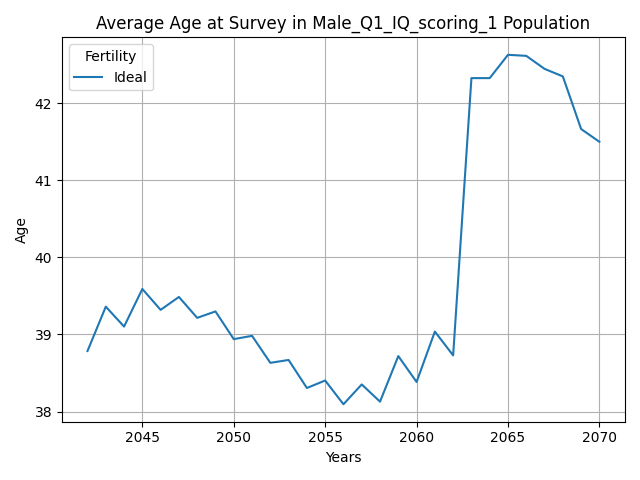 Average Age at Survey in Male_Q1_IQ_scoring_1 Population
Fertility
Ideal
Age
42
41
40
39
38
2045 2050 2055 2060 2065 2070
Years